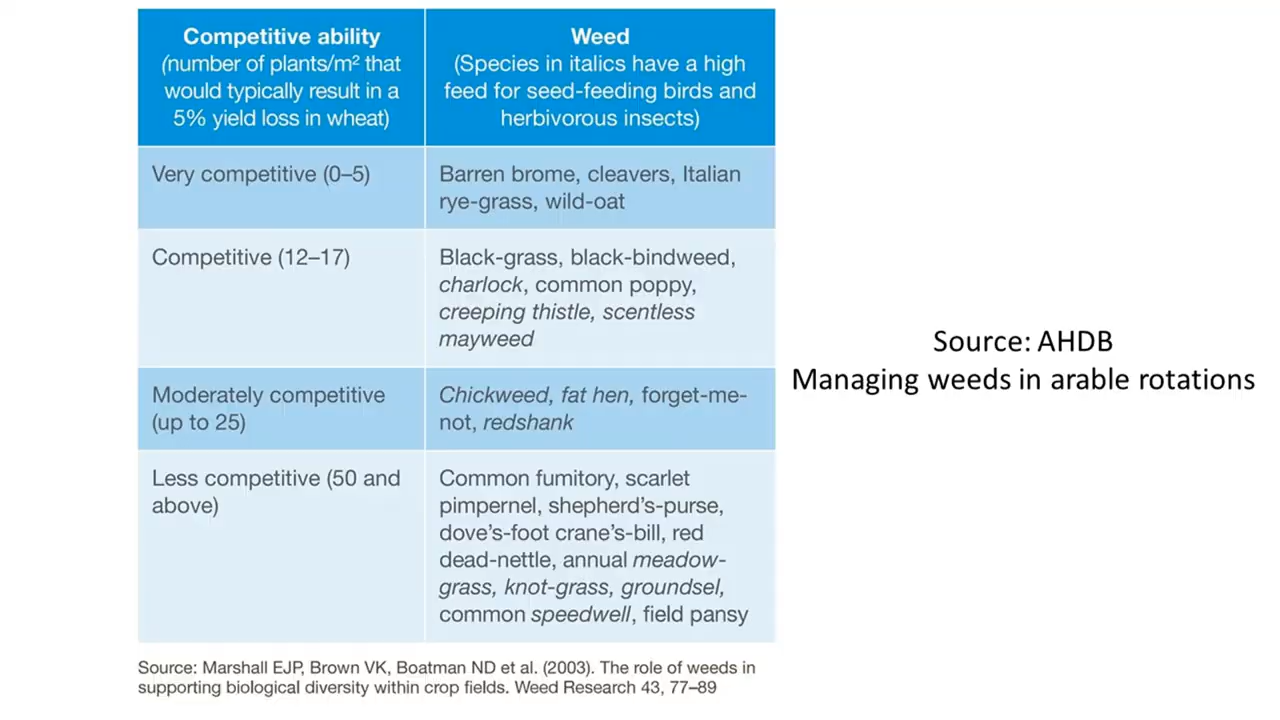 Competitive ability
(number of plants/m² that
would typically result in a
5% yield loss in wheat)
Weed
(Species in italics have a high
feed for seed-feeding birds and
herbivorous insects)
Very competitive (0–5)
Barren brome, cleavers, Italian
rye-grass, wild-oat
Competitive (12–17)
Black-grass, black-bindweed,
charlock, common poppy,
creeping thistle, scentless
mayweed
Moderately competitive
(up to 25)
Chickweed, fat hen, forget-me-
not, redshank
Less competitive (50 and
above)
Common fumitory, scarlet
pimpernel, shepherd’s-purse,
dove’s-foot crane’s-bill, red
dead-nettle, annual meadow-
grass, knot-grass, groundsel,
common speedwell, field pansy
Source: Marshall EJP, Brown VK, Boatman ND et al. (2003). The role of weeds in
supporting biological diversity within crop fields. Weed Research 43, 77–89
Source: AHDB
Managing weeds in arable rotations